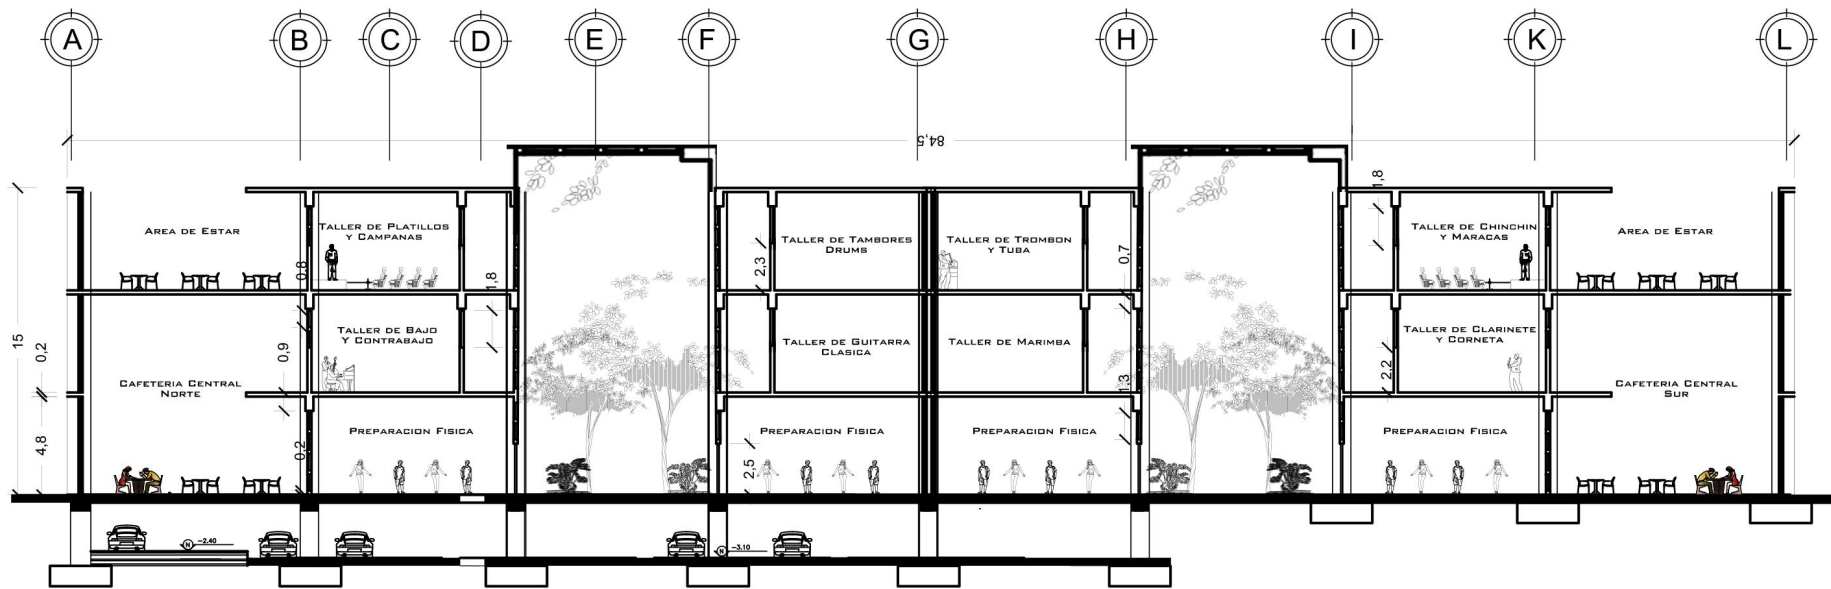 A B C D E F G H I K L
84,5
1,8
AREA DE ESTAR
TALLER DE PLATILLOS
Y CAMPANAS
TALLER DE TAMBORES
DRUMS
TALLER DE TROMBON
Y TUBA
TALLER DE CHINCHIN
Y MARACAS
AREA DE ESTAR
0,8
1,8
2,3
0,7
15
0,2
TALLER DE BAJO
Y CONTRABAJO
TALLER DE GUITARRA
CLASICA
TALLER DE MARIMBA
TALLER DE CLARINETE
Y CORNETA
0,9
1,3
2,2
CAFETERIA CENTRAL
NORTE
CAFETERIA CENTRAL
SUR
4,8
PREPARACION FISICA
PREPARACION FISICA
PREPARACION FISICA
PREPARACION FISICA
0,2
2,5
N -2.40
N -3.10